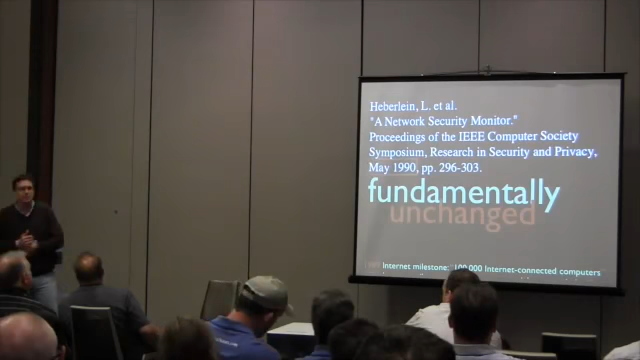 Heberlein, L. et al.
"A Network Security Monitor."
Proceedings of the IEEE Computer Society
Symposium, Research in Security and Privacy,
May 1990, pp. 296-303.
fundamentally
unchanged
Internet milestone: 100,000 Internet-connected computers